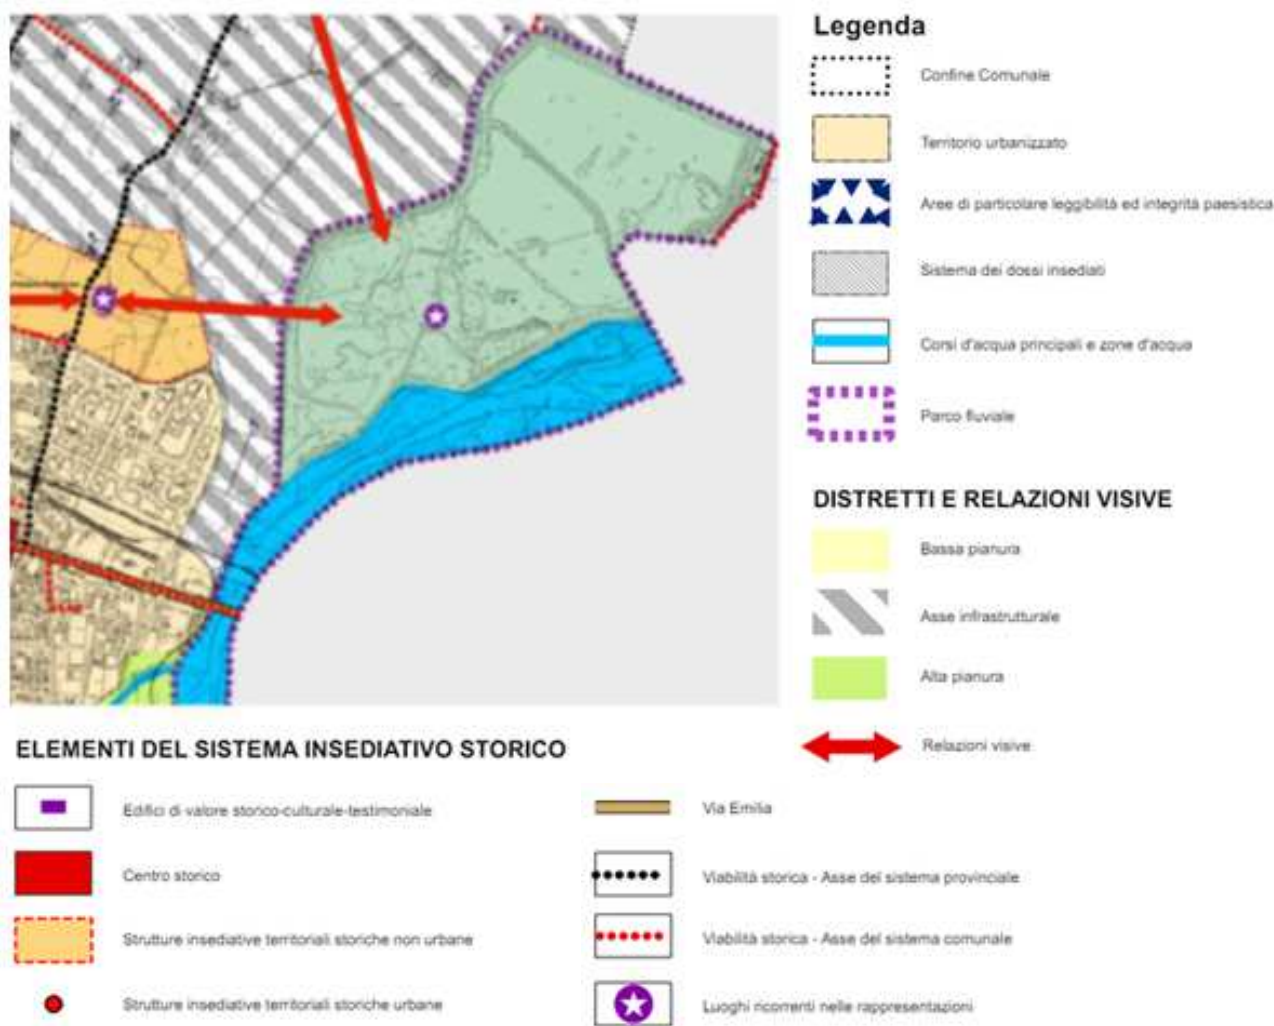 Legenda
Confine Comunale
Territorio urbanizzato
Aree di particolare leggibilità ed integrità paesistica
Sistema dei dossi insediati
Corsi d'acqua principali e zone d'acqua
Parco fluviale
DISTRETTI E RELAZIONI VISIVE
Bassa pianura
Asse infrastrutturale
Alta pianura
Relazioni visive
ELEMENTI DEL SISTEMA INSEDIATIVO STORICO
Edifici di valore storico-culturale-testimoniale
Centro storico
Strutture insediative territoriali storiche non urbane
Strutture insediative territoriali storiche urbane
Via Emilia
Viabilità storica - Asse del sistema provinciale
Viabilità storica - Asse del sistema comunale
Luoghi ricorrenti nelle rappresentazioni